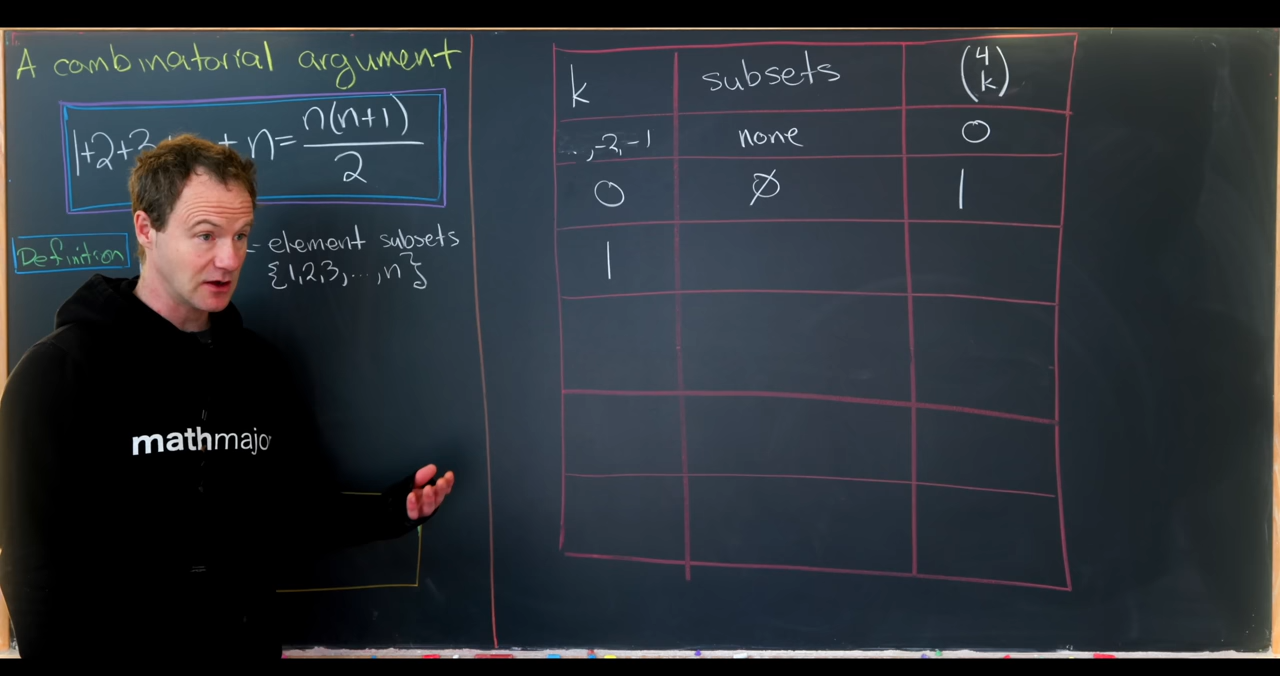 A combinatorial argument
1+2+3 + n = n(n+1)/2
Definition
- element subsets
{1,2,3,...,n}
k subsets (4 k)
...,-2,-1 none 0
0 ∅ 1
1
mathmajor